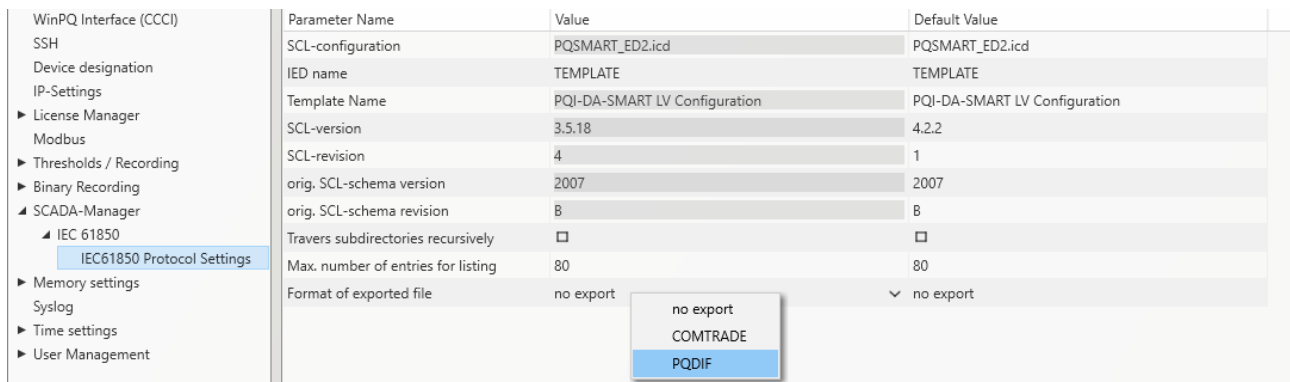 WinPQ Interface (CCCI)
SSH
Device designation
IP-Settings
License Manager
Modbus
Thresholds / Recording
Binary Recording
SCADA-Manager
IEC 61850
IEC61850 Protocol Settings
Memory settings
Syslog
Time settings
User Management
Parameter Name Value Default Value
SCL-configuration PQSMART_ED2.icd PQSMART_ED2.icd
IED name TEMPLATE TEMPLATE
Template Name PQI-DA-SMART LV Configuration PQI-DA-SMART LV Configuration
SCL-version 3.5.18 4.2.2
SCL-revision 4 1
orig. SCL-schema version 2007 2007
orig. SCL-schema revision B B
Travers subdirectories recursively
Max. number of entries for listing 80 80
Format of exported file no export no export
no export
COMTRADE
PQDIF